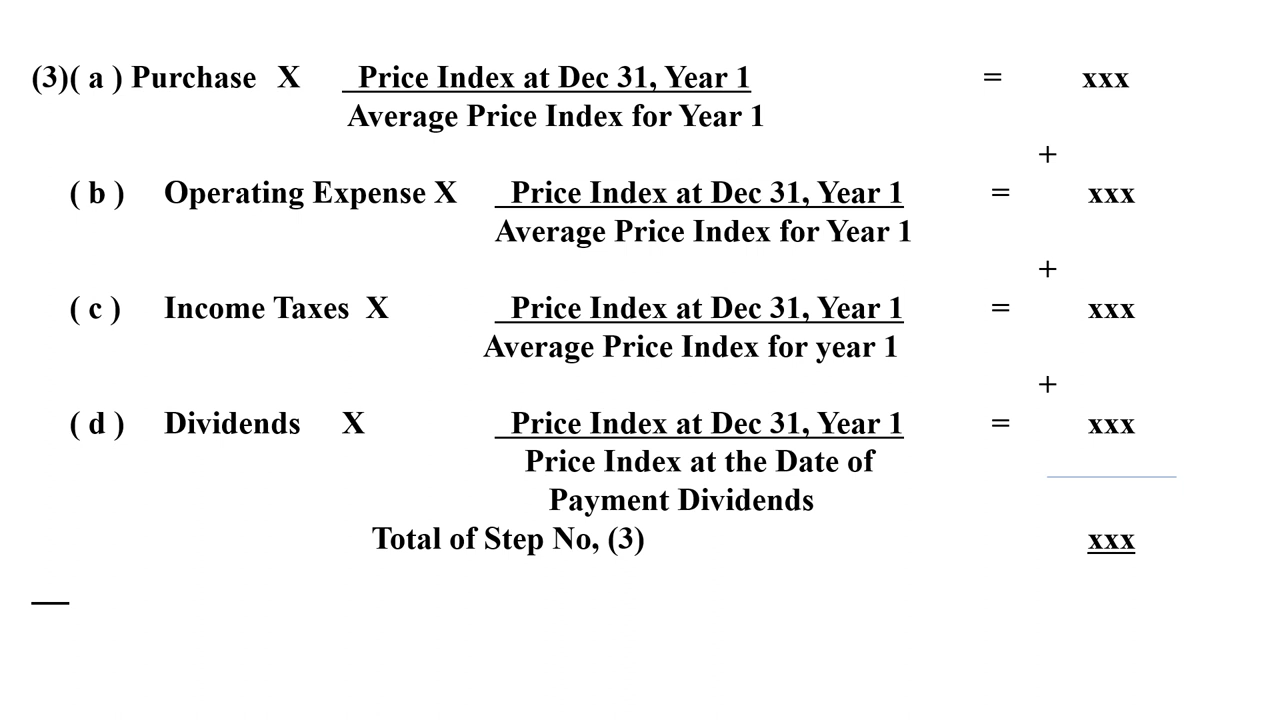 (3)( a ) Purchase X Price Index at Dec 31, Year 1 = xxx
Average Price Index for Year 1
+
( b ) Operating Expense X Price Index at Dec 31, Year 1 = xxx
Average Price Index for Year 1
+
( c ) Income Taxes X Price Index at Dec 31, Year 1 = xxx
Average Price Index for year 1
+
( d ) Dividends X Price Index at Dec 31, Year 1 = xxx
Price Index at the Date of
Payment Dividends
Total of Step No, (3) xxx